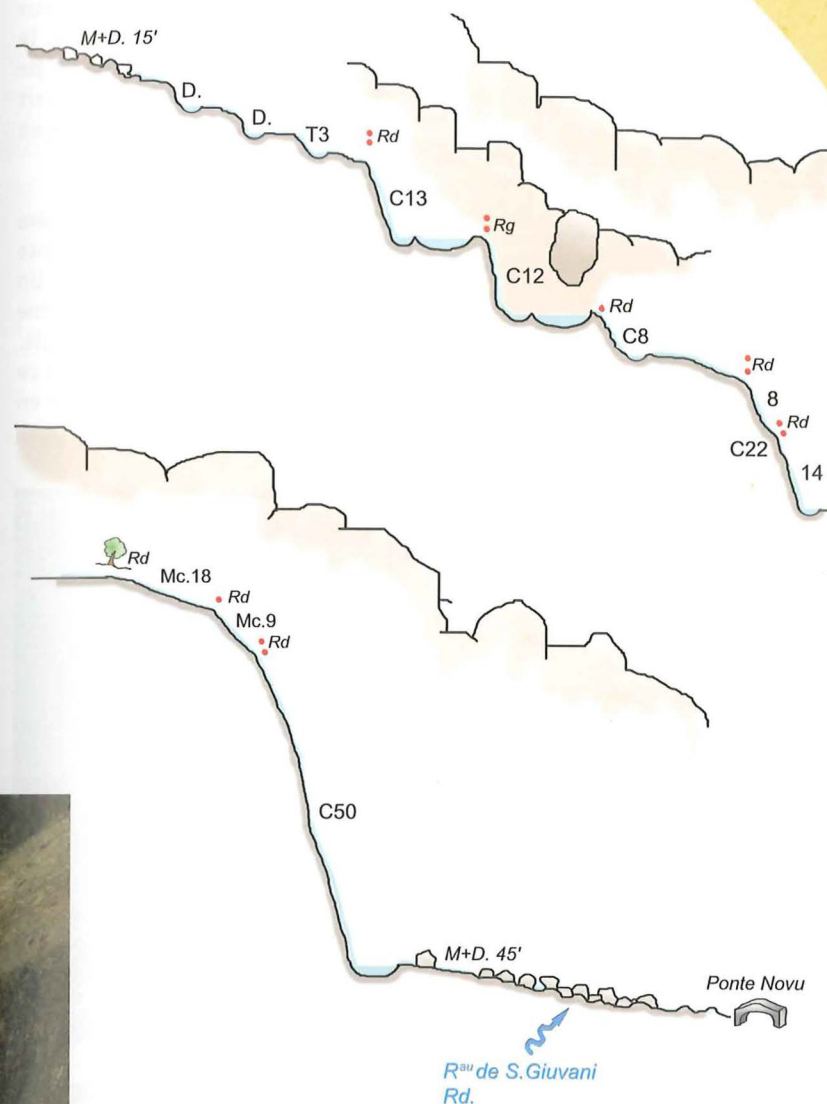 M+D. 15'
D.
D.
T3
Rd
C13
Rg
C12
Rd
C8
Rd
8
Rd
C22
14
Rd
Mc.18
Rd
Mc.9
Rd
C50
M+D. 45'
Ponte Novu
Rau de S.Giuvani
Rd.